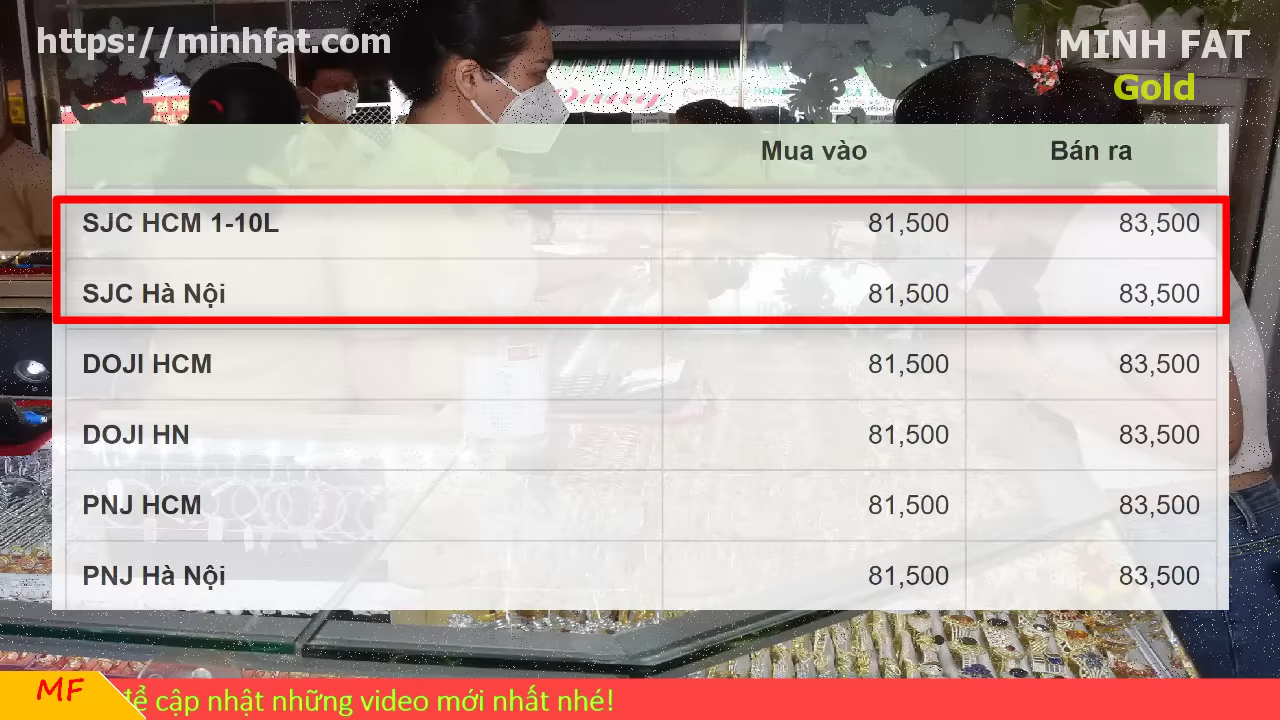 https://minhfat.com
MINH FAT
Gold
Mua vào Bán ra
SJC HCM 1-10L 81,500 83,500
SJC Hà Nội 81,500 83,500
DOJI HCM 81,500 83,500
DOJI HN 81,500 83,500
PNJ HCM 81,500 83,500
PNJ Hà Nội 81,500 83,500
MF để cập nhật những video mới nhất nhé!